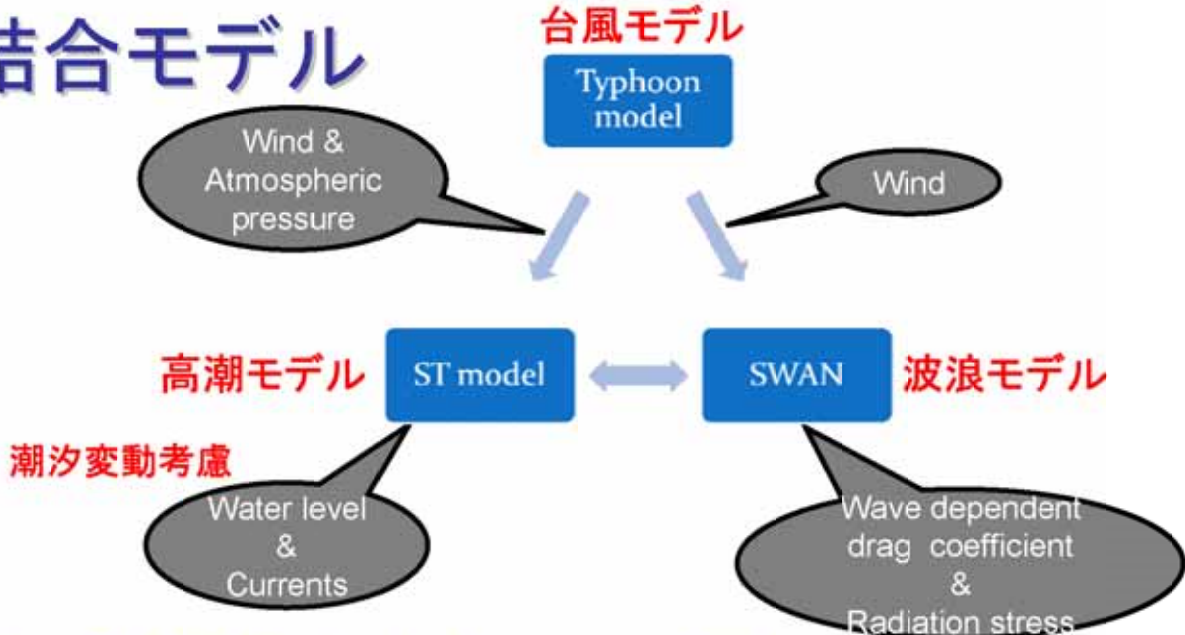 結合モデル
台風モデル
Typhoon
model
Wind &
Atmospheric
pressure
Wind
高潮モデル
ST model
SWAN
波浪モデル
潮汐変動考慮
Water level
&
Currents
Wave dependent
drag coefficient
&
Radiation stress